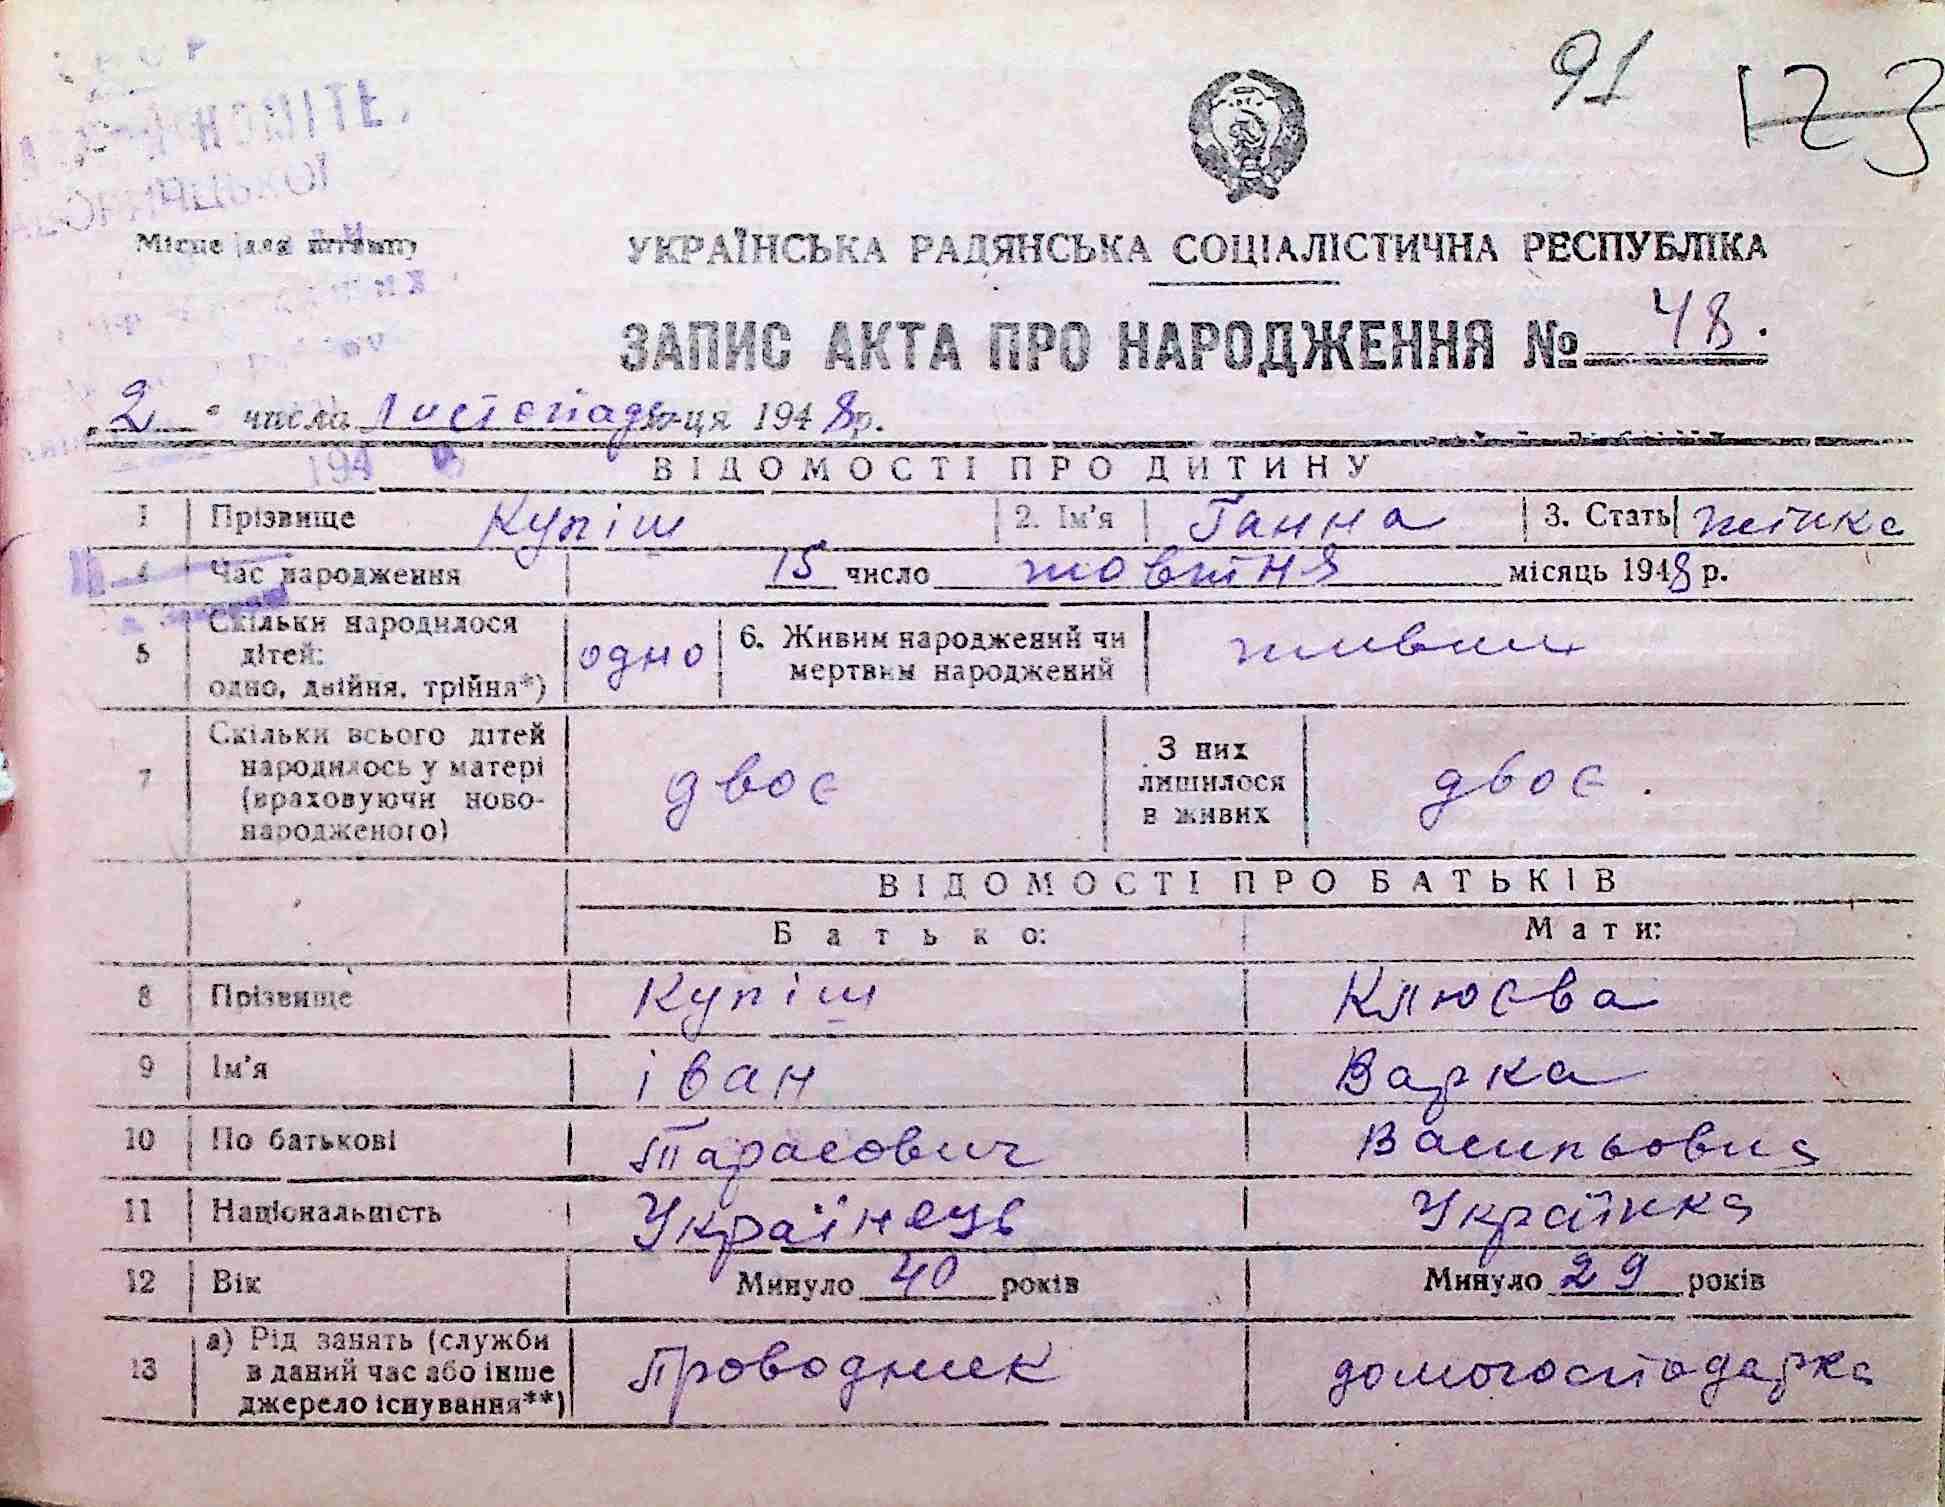 91 123
Місце для штампу
УКРАЇНСЬКА РАДЯНСЬКА СОЦІАЛІСТИЧНА РЕСПУБЛІКА
ЗАПИС АКТА ПРО НАРОДЖЕННЯ № 48.
„2" числа Листопада м-ця 1948 р.
194
ВІДОМОСТІ ПРО ДИТИНУ
1 Прізвище Купіш 2. Ім'я Ганна 3. Стать жінка
4 Час народження 15 число жовтня місяць 1948 р.
5 Скільки народилося дітей: одно, двійня, трійня*) одно 6. Живим народжений чи мертвим народжений живим
7 Скільки всього дітей народилось у матері (враховуючи новонародженого) двоє З них лишилося в живих двоє.
ВІДОМОСТІ ПРО БАТЬКІВ
Батько: Мати:
8 Прізвище Купіш Клюєва
9 Ім'я іван Варка
10 По батькові Тарасович Васильовна
11 Національність Українець Українка
12 Вік Минуло 40 років Минуло 29 років
13 а) Рід занять (служби в даний час або інше джерело існування**) Проводник домогосподарка